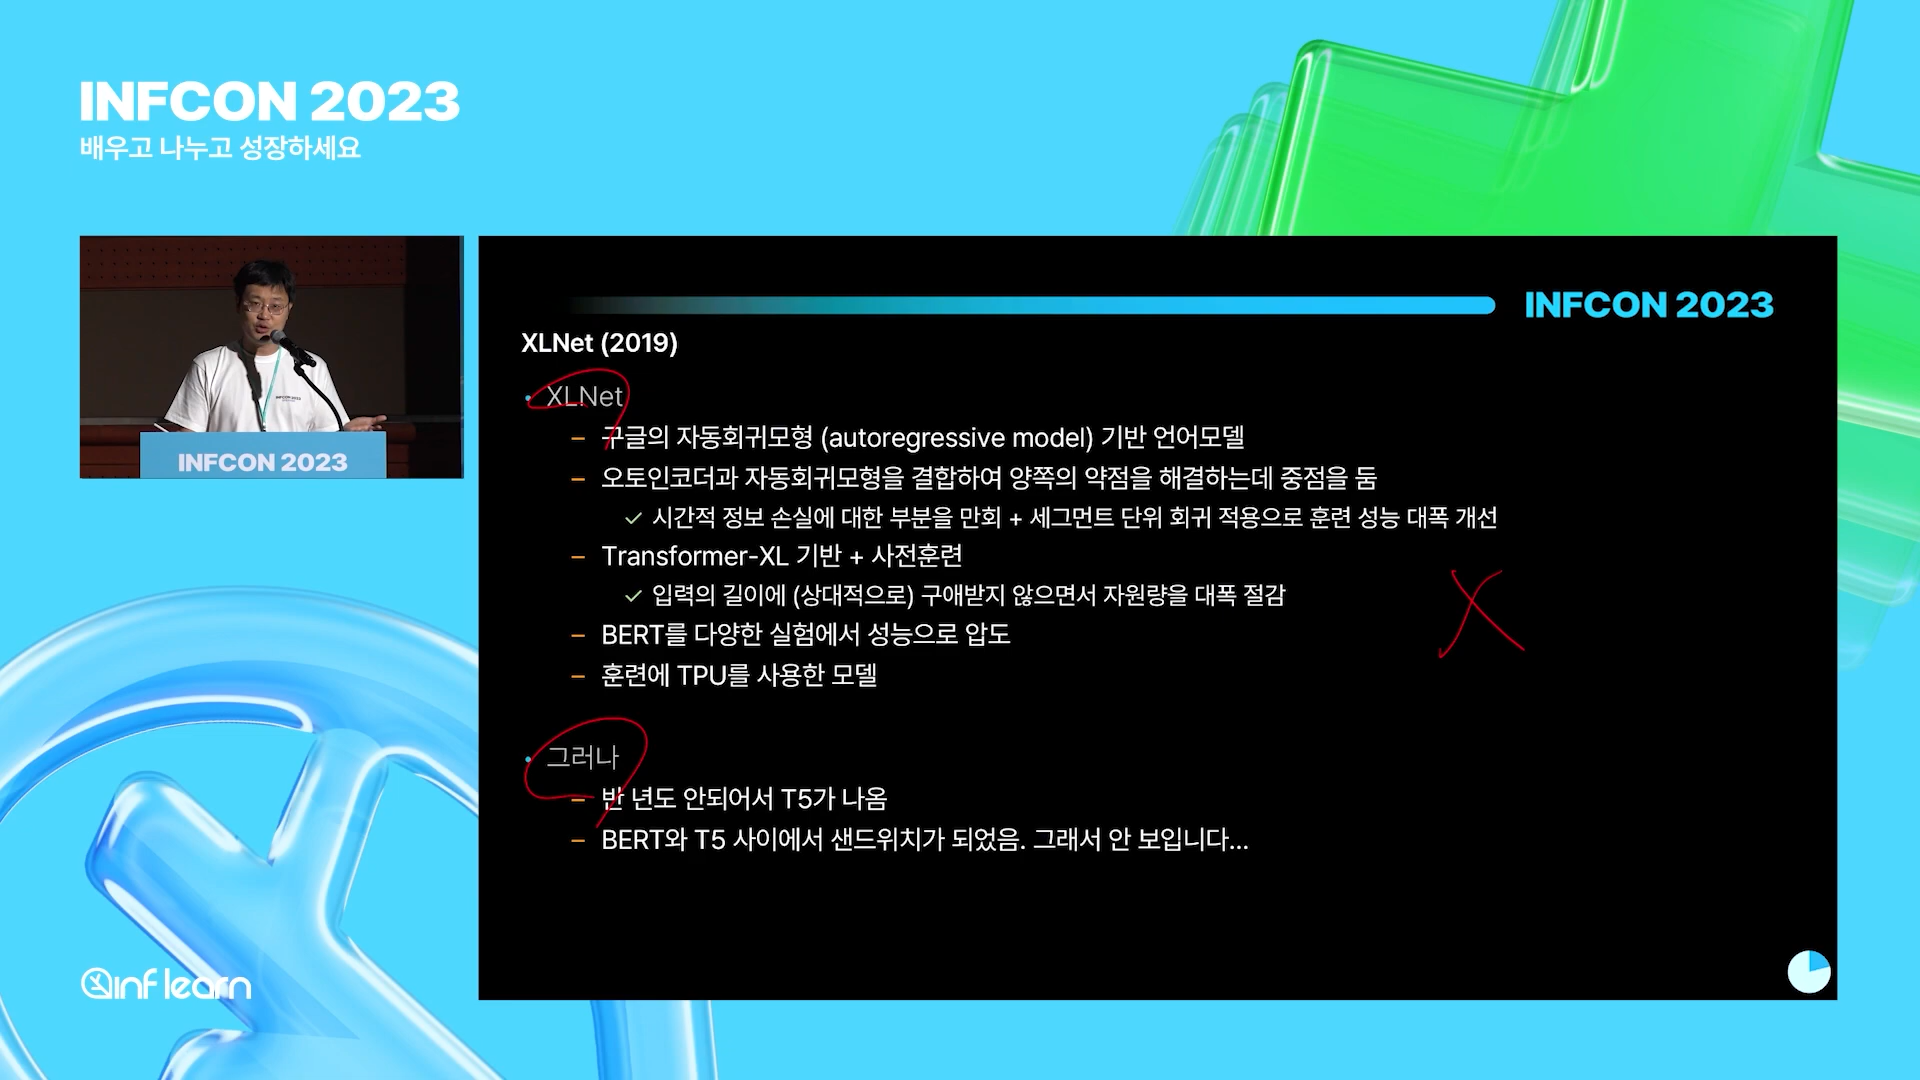 INFCON 2023
배우고 나누고 성장하세요
INFCON 2023
INFCON 2023
XLNet (2019)
• XLNet
– 구글의 자동회귀모형 (autoregressive model) 기반 언어모델
– 오토인코더과 자동회귀모형을 결합하여 양쪽의 약점을 해결하는데 중점을 둠
✓ 시간적 정보 손실에 대한 부분을 만회 + 세그먼트 단위 회귀 적용으로 훈련 성능 대폭 개선
– Transformer-XL 기반 + 사전훈련
✓ 입력의 길이에 (상대적으로) 구애받지 않으면서 자원량을 대폭 절감
– BERT를 다양한 실험에서 성능으로 압도
– 훈련에 TPU를 사용한 모델
X
• 그러나
– 반 년도 안되어서 T5가 나옴
– BERT와 T5 사이에서 샌드위치가 되었음. 그래서 안 보입니다...
inflearn